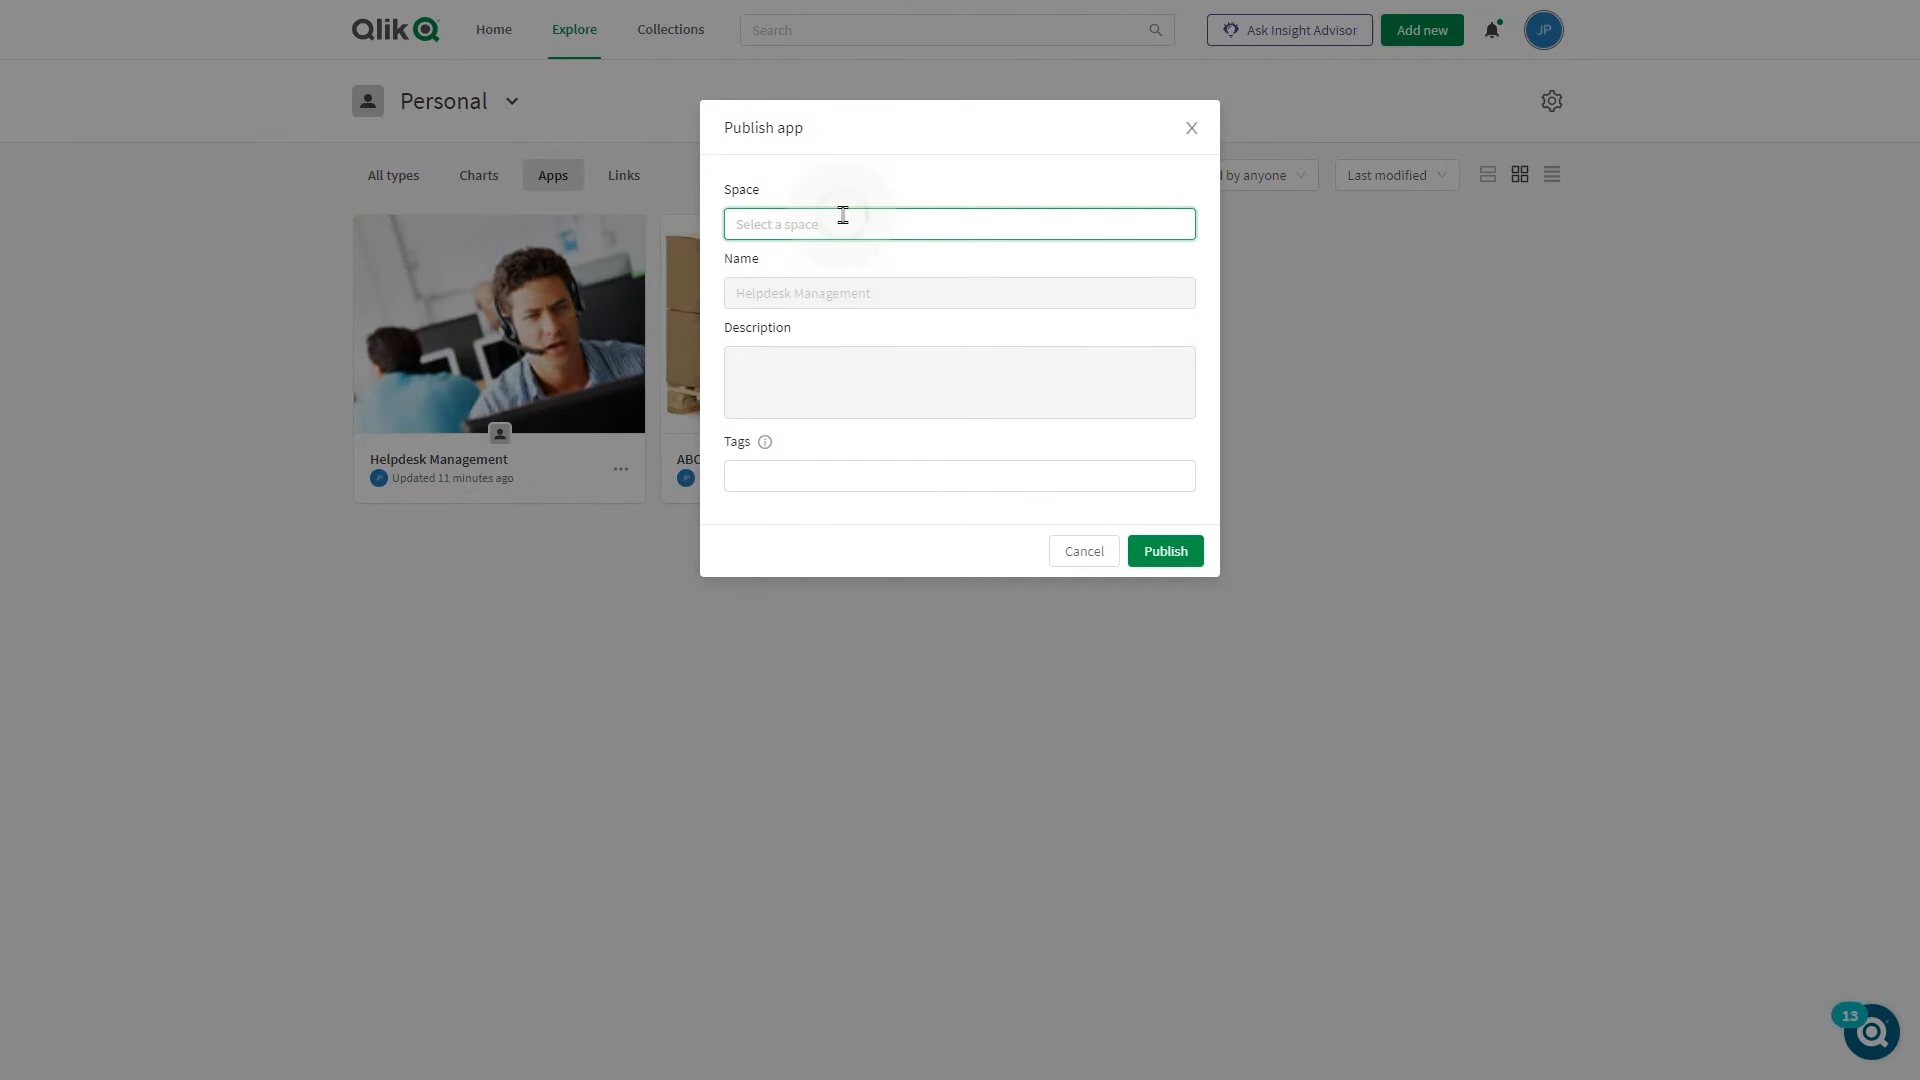 Qlik Home Explore Collections Search Ask Insight Advisor Add new JP
Personal
Publish app
All types Charts Apps Links by anyone Last modified
Space
Select a space
Name
Helpdesk Management
Description
Tags
Helpdesk Management
JP Updated 11 minutes ago
ABC
JP
Cancel Publish
13